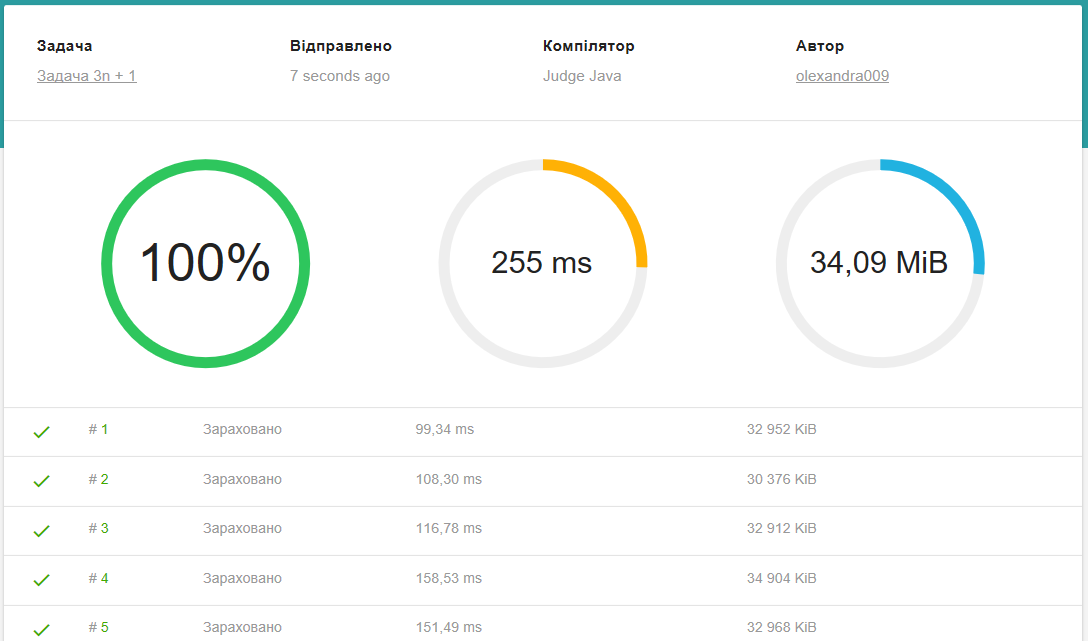 Задача Відправлено Компілятор Автор
Задача 3n + 1 7 seconds ago Judge Java olexandra009
100% 255 ms 34,09 MiB
# 1 Зараховано 99,34 ms 32 952 KiB
# 2 Зараховано 108,30 ms 30 376 KiB
# 3 Зараховано 116,78 ms 32 912 KiB
# 4 Зараховано 158,53 ms 34 904 KiB
# 5 Зараховано 151,49 ms 32 968 KiB